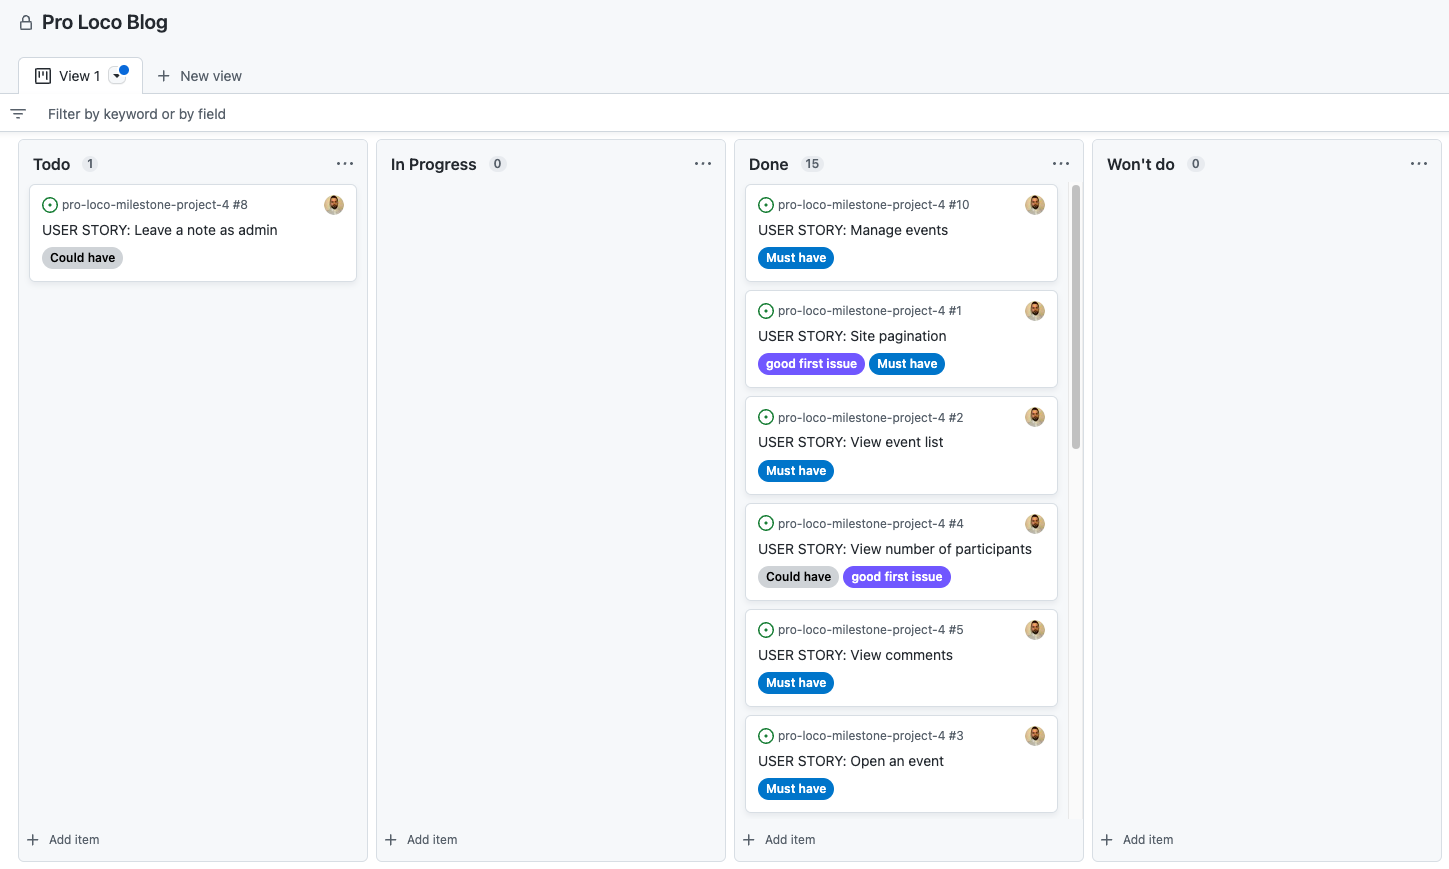 Pro Loco Blog
View 1
New view
Filter by keyword or by field
Todo 1
pro-loco-milestone-project-4 #8
USER STORY: Leave a note as admin
Could have
Add item
In Progress 0
Add item
Done 15
pro-loco-milestone-project-4 #10
USER STORY: Manage events
Must have
pro-loco-milestone-project-4 #1
USER STORY: Site pagination
good first issue Must have
pro-loco-milestone-project-4 #2
USER STORY: View event list
Must have
pro-loco-milestone-project-4 #4
USER STORY: View number of participants
Could have good first issue
pro-loco-milestone-project-4 #5
USER STORY: View comments
Must have
pro-loco-milestone-project-4 #3
USER STORY: Open an event
Must have
Add item
Won't do 0
Add item